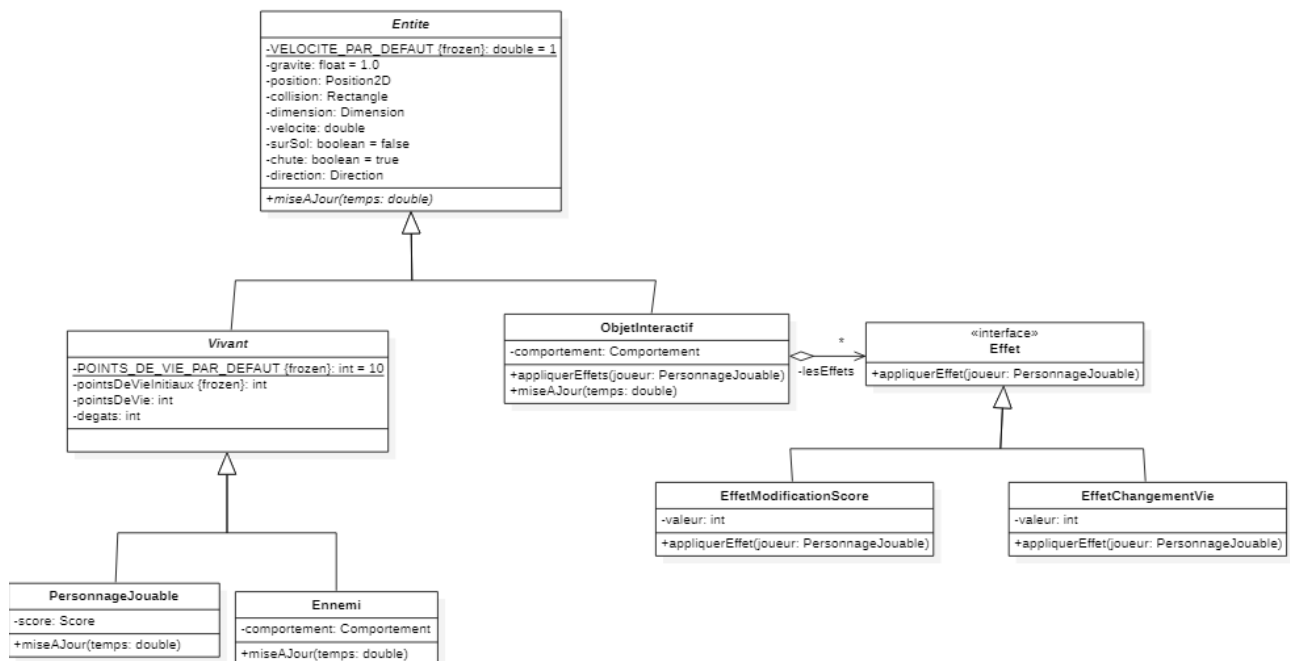 Entite
-VELOCITE_PAR_DEFAUT {frozen}: double = 1
-gravite: float = 1.0
-position: Position2D
-collision: Rectangle
-dimension: Dimension
-velocite: double
-surSol: boolean = false
-chute: boolean = true
-direction: Direction
+miseAJour(temps: double)
Vivant
-POINTS_DE_VIE_PAR_DEFAUT {frozen}: int = 10
-pointsDeVieInitiaux {frozen}: int
-pointsDeVie: int
-degats: int
ObjetInteractif
-comportement: Comportement
+appliquerEffets(joueur: PersonnageJouable)
+miseAJour(temps: double)
*
-lesEffets
«interface»
Effet
+appliquerEffet(joueur: PersonnageJouable)
EffetModificationScore
-valeur: int
+appliquerEffet(joueur: PersonnageJouable)
EffetChangementVie
-valeur: int
+appliquerEffet(joueur: PersonnageJouable)
PersonnageJouable
-score: Score
+miseAJour(temps: double)
Ennemi
-comportement: Comportement
+miseAJour(temps: double)